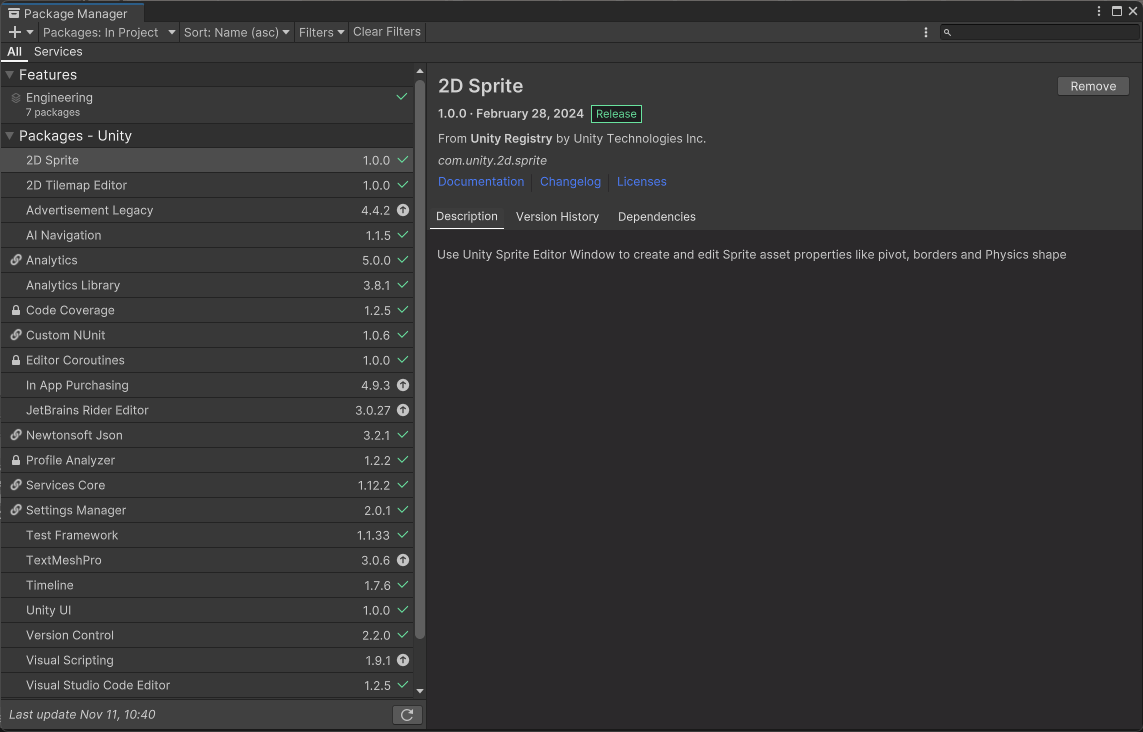 Package Manager
Packages: In Project Sort: Name (asc) Filters Clear Filters
All Services
Features
Engineering
7 packages
Packages - Unity
2D Sprite 1.0.0
2D Tilemap Editor 1.0.0
Advertisement Legacy 4.4.2
AI Navigation 1.1.5
Analytics 5.0.0
Analytics Library 3.8.1
Code Coverage 1.2.5
Custom NUnit 1.0.6
Editor Coroutines 1.0.0
In App Purchasing 4.9.3
JetBrains Rider Editor 3.0.27
Newtonsoft Json 3.2.1
Profile Analyzer 1.2.2
Services Core 1.12.2
Settings Manager 2.0.1
Test Framework 1.1.33
TextMeshPro 3.0.6
Timeline 1.7.6
Unity UI 1.0.0
Version Control 2.2.0
Visual Scripting 1.9.1
Visual Studio Code Editor 1.2.5
Last update Nov 11, 10:40
2D Sprite
Remove
1.0.0 · February 28, 2024 Release
From Unity Registry by Unity Technologies Inc.
com.unity.2d.sprite
Documentation Changelog Licenses
Description Version History Dependencies
Use Unity Sprite Editor Window to create and edit Sprite asset properties like pivot, borders and Physics shape